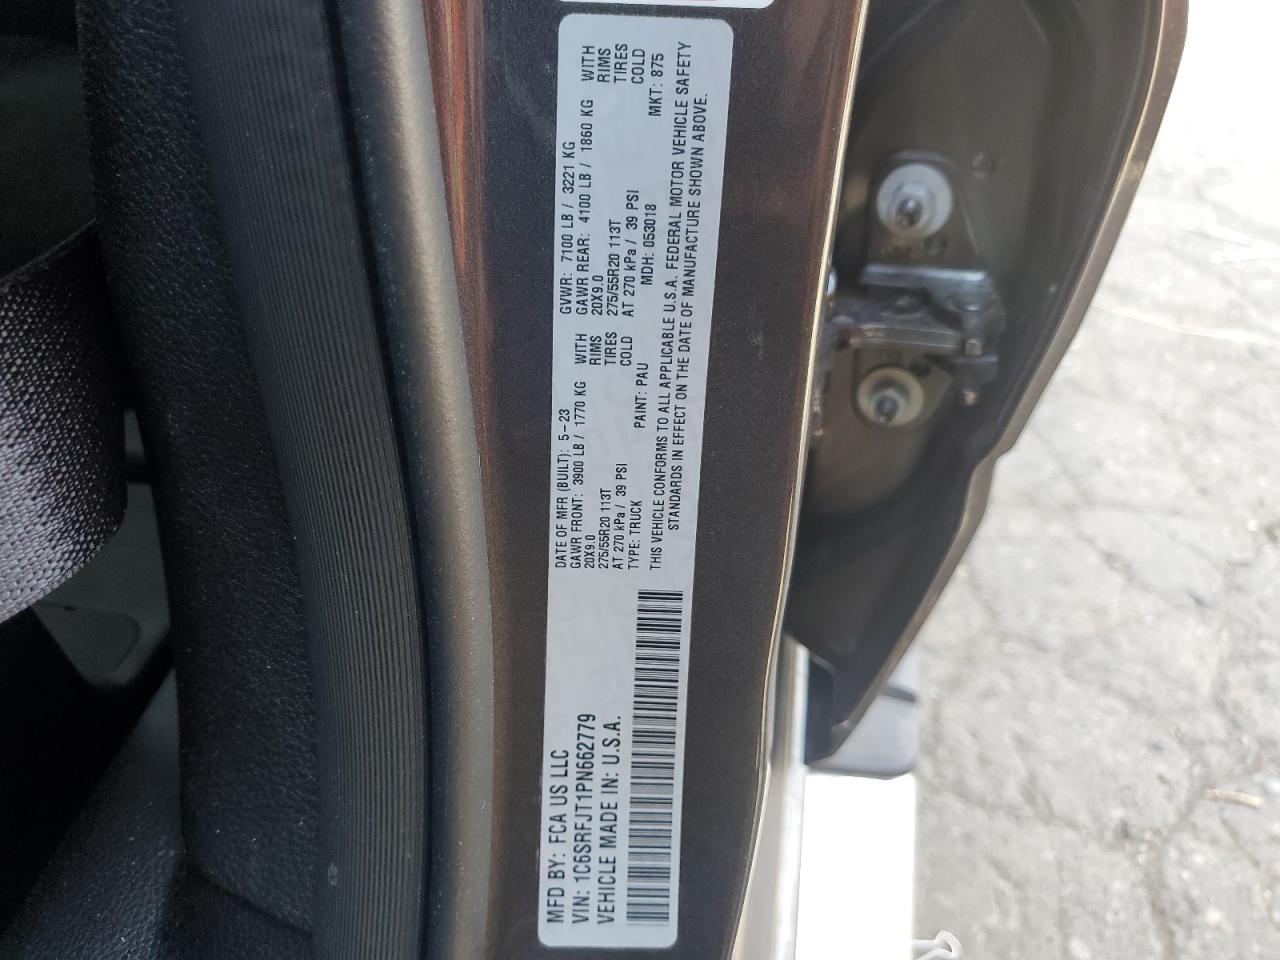 MFD BY: FCA US LLC
VIN: 1C6SRFJT1PN662779
VEHICLE MADE IN: U.S.A.
DATE OF MFR (BUILT): 5-23
GVWR: 7100 LB / 3221 KG
GAWR FRONT: 3900 LB / 1770 KG WITH
20X9.0 RIMS
275/55R20 113T TIRES
AT 270 kPa / 39 PSI COLD
GAWR REAR: 4100 LB / 1860 KG WITH
20X9.0 RIMS
275/55R20 113T TIRES
AT 270 kPa / 39 PSI COLD
TYPE: TRUCK PAINT: PAU MDH: 053018 MKT: 875
THIS VEHICLE CONFORMS TO ALL APPLICABLE U.S.A. FEDERAL MOTOR VEHICLE SAFETY
STANDARDS IN EFFECT ON THE DATE OF MANUFACTURE SHOWN ABOVE.